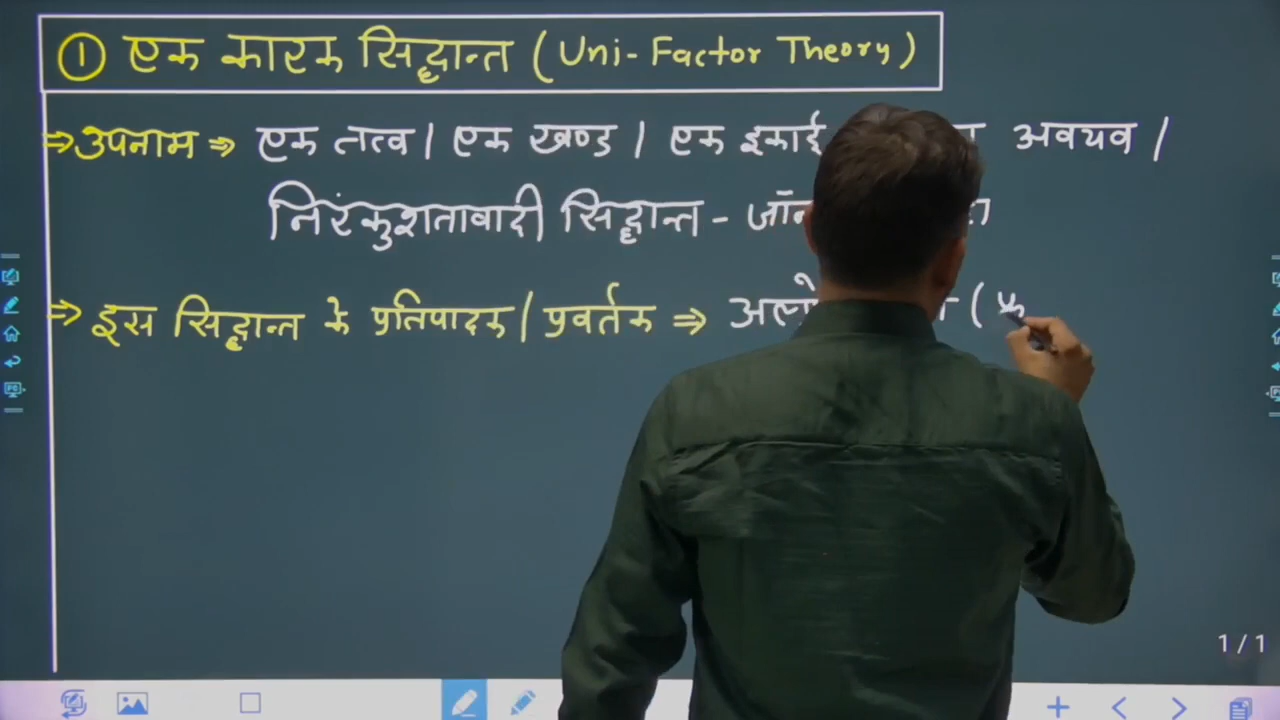 ① एक कारक सिद्धान्त (Uni-Factor Theory)
⇒ उपनाम ⇒ एक तत्व / एक खण्ड / एक इकाई अवयव /
निरंकुशतावादी सिद्धान्त -
⇒ इस सिद्धान्त के प्रतिपादक / प्रवर्तक ⇒ (
1/1